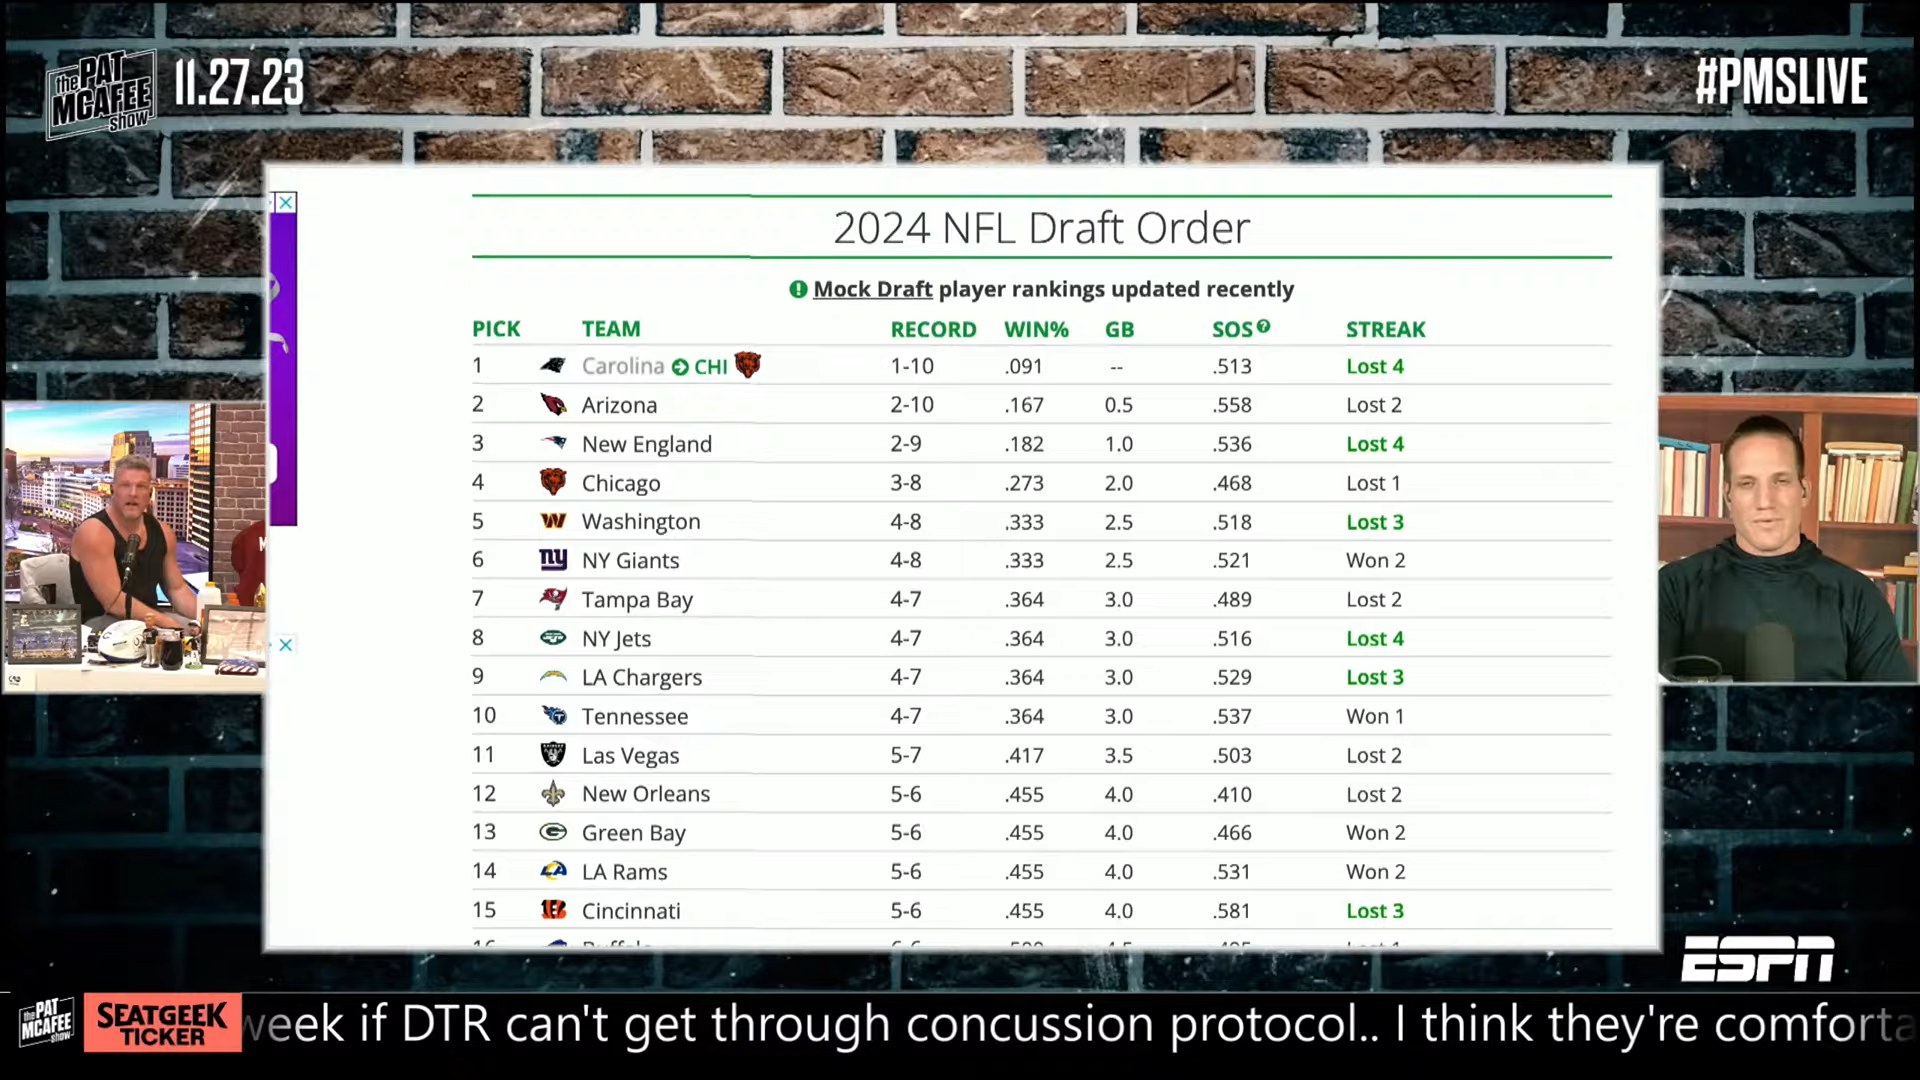 the PAT MCAFEE show
11.27.23
#PMSLIVE
2024 NFL Draft Order
Mock Draft player rankings updated recently
PICK TEAM RECORD WIN% GB SOS STREAK
1 Carolina CHI 1-10 .091 -- .513 Lost 4
2 Arizona 2-10 .167 0.5 .558 Lost 2
3 New England 2-9 .182 1.0 .536 Lost 4
4 Chicago 3-8 .273 2.0 .468 Lost 1
5 Washington 4-8 .333 2.5 .518 Lost 3
6 NY Giants 4-8 .333 2.5 .521 Won 2
7 Tampa Bay 4-7 .364 3.0 .489 Lost 2
8 NY Jets 4-7 .364 3.0 .516 Lost 4
9 LA Chargers 4-7 .364 3.0 .529 Lost 3
10 Tennessee 4-7 .364 3.0 .537 Won 1
11 Las Vegas 5-7 .417 3.5 .503 Lost 2
12 New Orleans 5-6 .455 4.0 .410 Lost 2
13 Green Bay 5-6 .455 4.0 .466 Won 2
14 LA Rams 5-6 .455 4.0 .531 Won 2
15 Cincinnati 5-6 .455 4.0 .581 Lost 3
ESPN
the PAT MCAFEE show
SEATGEEK
TICKER
week if DTR can't get through concussion protocol.. I think they're comforta